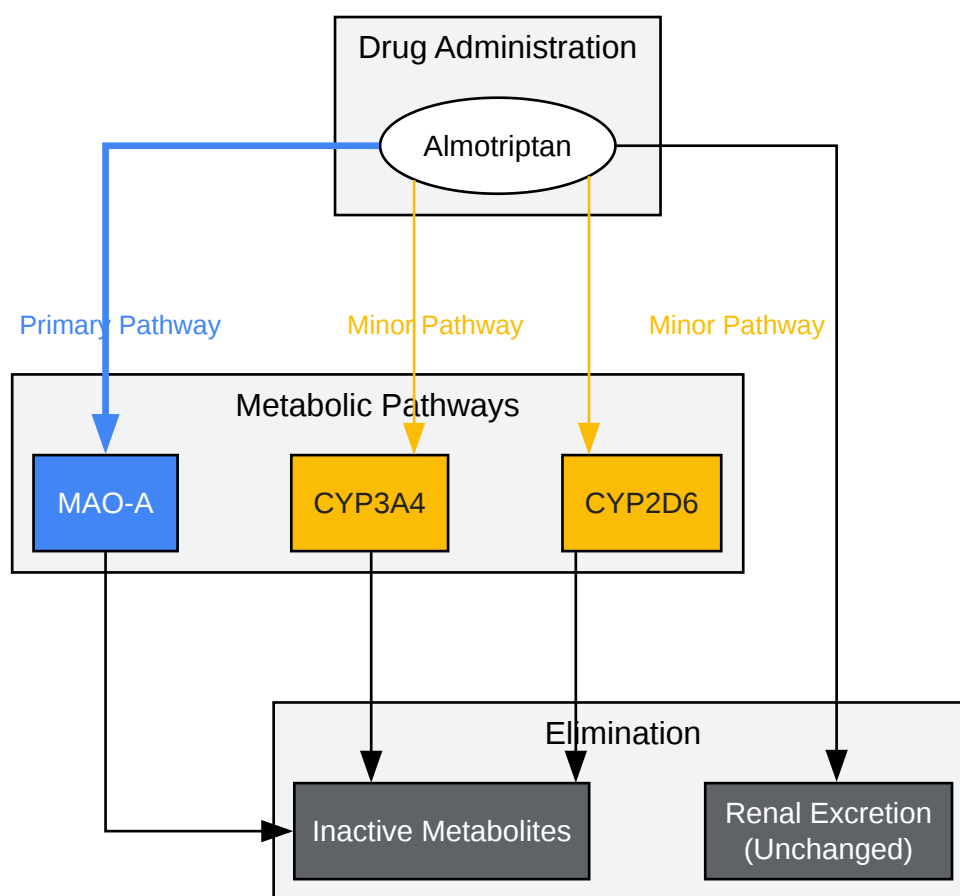 Drug Administration
Almotriptan
Primary Pathway
Minor Pathway
Minor Pathway
Metabolic Pathways
MAO-A
CYP3A4
CYP2D6
Elimination
Inactive Metabolites
Renal Excretion
(Unchanged)